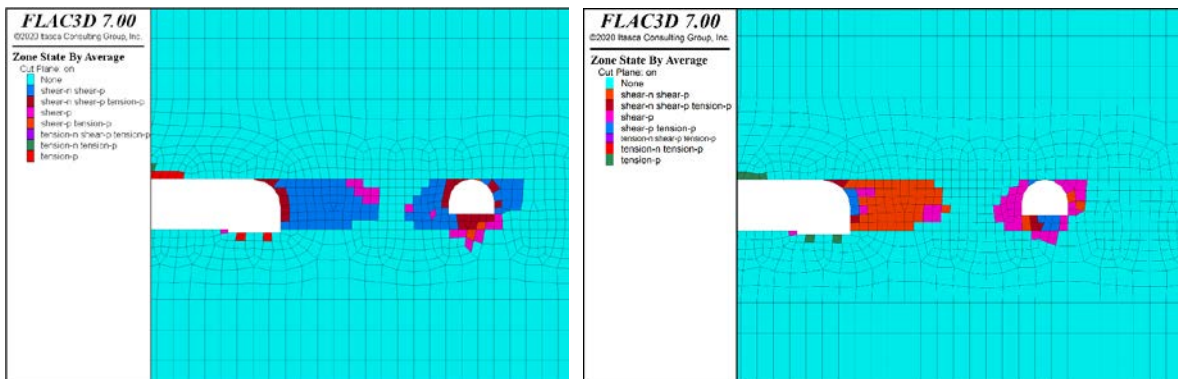 FLAC3D 7.00
©2020 Itasca Consulting Group, Inc.
Zone State By Average
Cut Plane: on
None
shear-n shear-p
shear-n shear-p tension-p
shear-p
shear-p tension-p
tension-n shear-p tension-p
tension-n tension-p
tension-p
FLAC3D 7.00
©2020 Itasca Consulting Group, Inc.
Zone State By Average
Cut Plane: on
None
shear-n shear-p
shear-n shear-p tension-p
shear-p
shear-p tension-p
tension-n shear-p tension-p
tension-n tension-p
tension-p